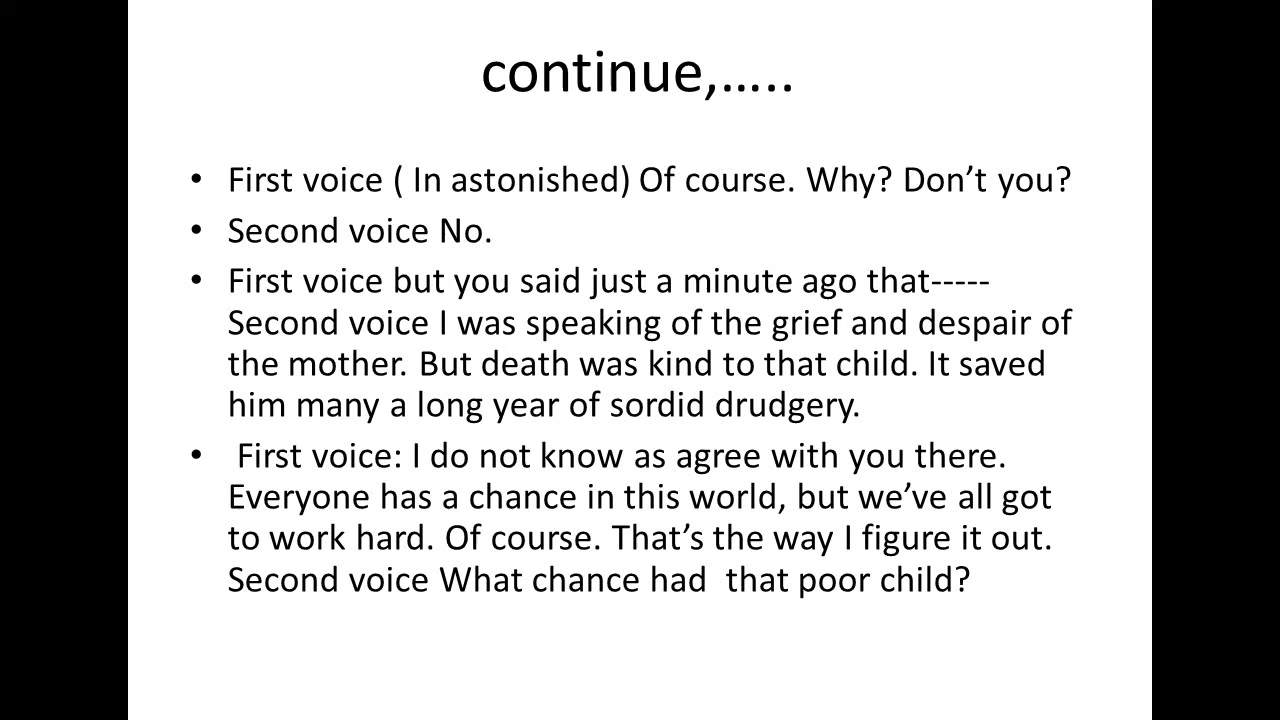 continue,…..
• First voice ( In astonished) Of course. Why? Don’t you?
• Second voice No.
• First voice but you said just a minute ago that-----
Second voice I was speaking of the grief and despair of
the mother. But death was kind to that child. It saved
him many a long year of sordid drudgery.
• First voice: I do not know as agree with you there.
Everyone has a chance in this world, but we’ve all got
to work hard. Of course. That’s the way I figure it out.
Second voice What chance had  that poor child?